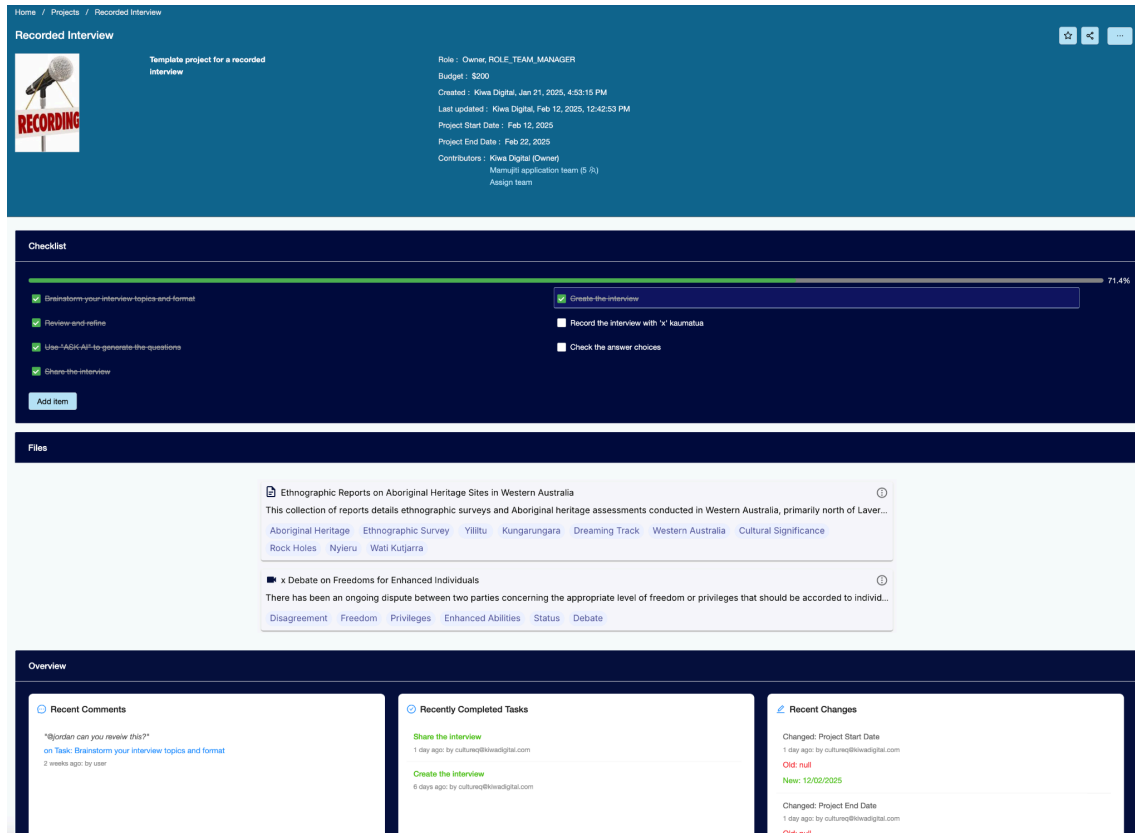 Home / Projects / Recorded Interview
Recorded Interview
RECORDING
Template project for a recorded
interview
Role : Owner, ROLE_TEAM_MANAGER
Budget : $200
Created : Kiwa Digital, Jan 21, 2025, 4:53:15 PM
Last updated : Kiwa Digital, Feb 12, 2025, 12:42:53 PM
Project Start Date : Feb 12, 2025
Project End Date : Feb 22, 2025
Contributors : Kiwa Digital (Owner)
Mamujiti application team (5)
Assign team
Checklist
71.4%
Brainstorm your interview topics and format
Create the interview
Review and refine
Record the interview with 'x' kaumatua
Use "ASK AI" to generate the questions
Check the answer choices
Share the interview
Add item
Files
Ethnographic Reports on Aboriginal Heritage Sites in Western Australia
This collection of reports details ethnographic surveys and Aboriginal heritage assessments conducted in Western Australia, primarily north of Laver...
Aboriginal Heritage Ethnographic Survey Yililtu Kungarungara Dreaming Track Western Australia Cultural Significance
Rock Holes Nyieru Wati Kutjarra
x Debate on Freedoms for Enhanced Individuals
There has been an ongoing dispute between two parties concerning the appropriate level of freedom or privileges that should be accorded to individ...
Disagreement Freedom Privileges Enhanced Abilities Status Debate
Overview
Recent Comments
"@jordan can you reveiw this?"
on Task: Brainstorm your interview topics and format
2 weeks ago: by user
Recently Completed Tasks
Share the interview
1 day ago: by cultureq@kiwadigital.com
Create the interview
6 days ago: by cultureq@kiwadigital.com
Recent Changes
Changed: Project Start Date
1 day ago: by cultureq@kiwadigital.com
Old: null
New: 12/02/2025
Changed: Project End Date
1 day ago: by cultureq@kiwadigital.com
Old: null